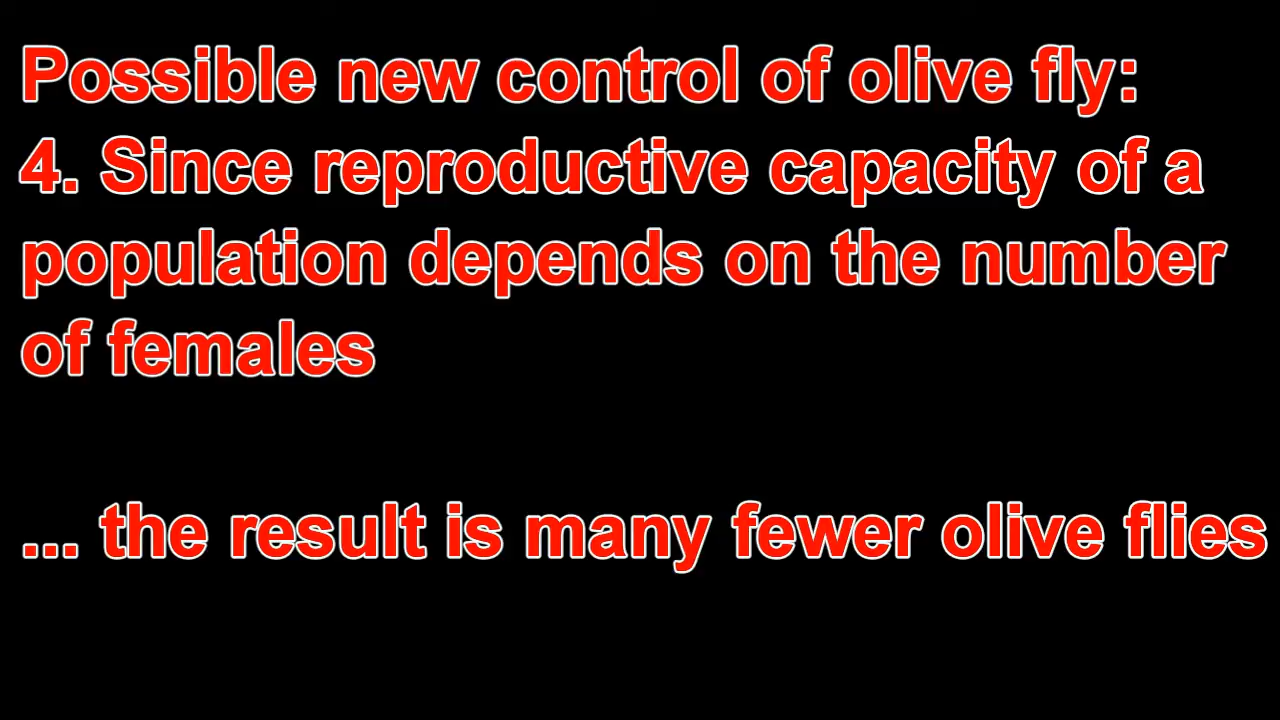 Possible new control of olive fly:
4. Since reproductive capacity of a
population depends on the number
of females
... the result is many fewer olive flies